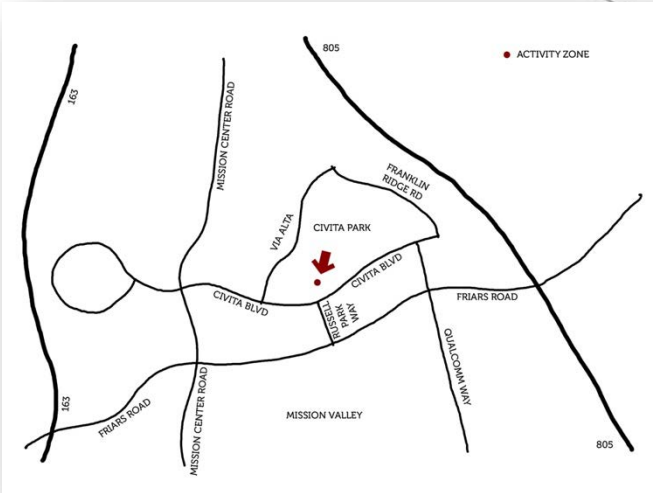 805
ACTIVITY ZONE
163
MISSION CENTER ROAD
FRANKLIN
RIDGE RD
VIA ALTA
CIVITA PARK
CIVITA BLVD
CIVITA BLVD
RUSSELL
PARK
WAY
FRIARS ROAD
QUALCOMM WAY
163
FRIARS ROAD
MISSION CENTER ROAD
MISSION VALLEY
805